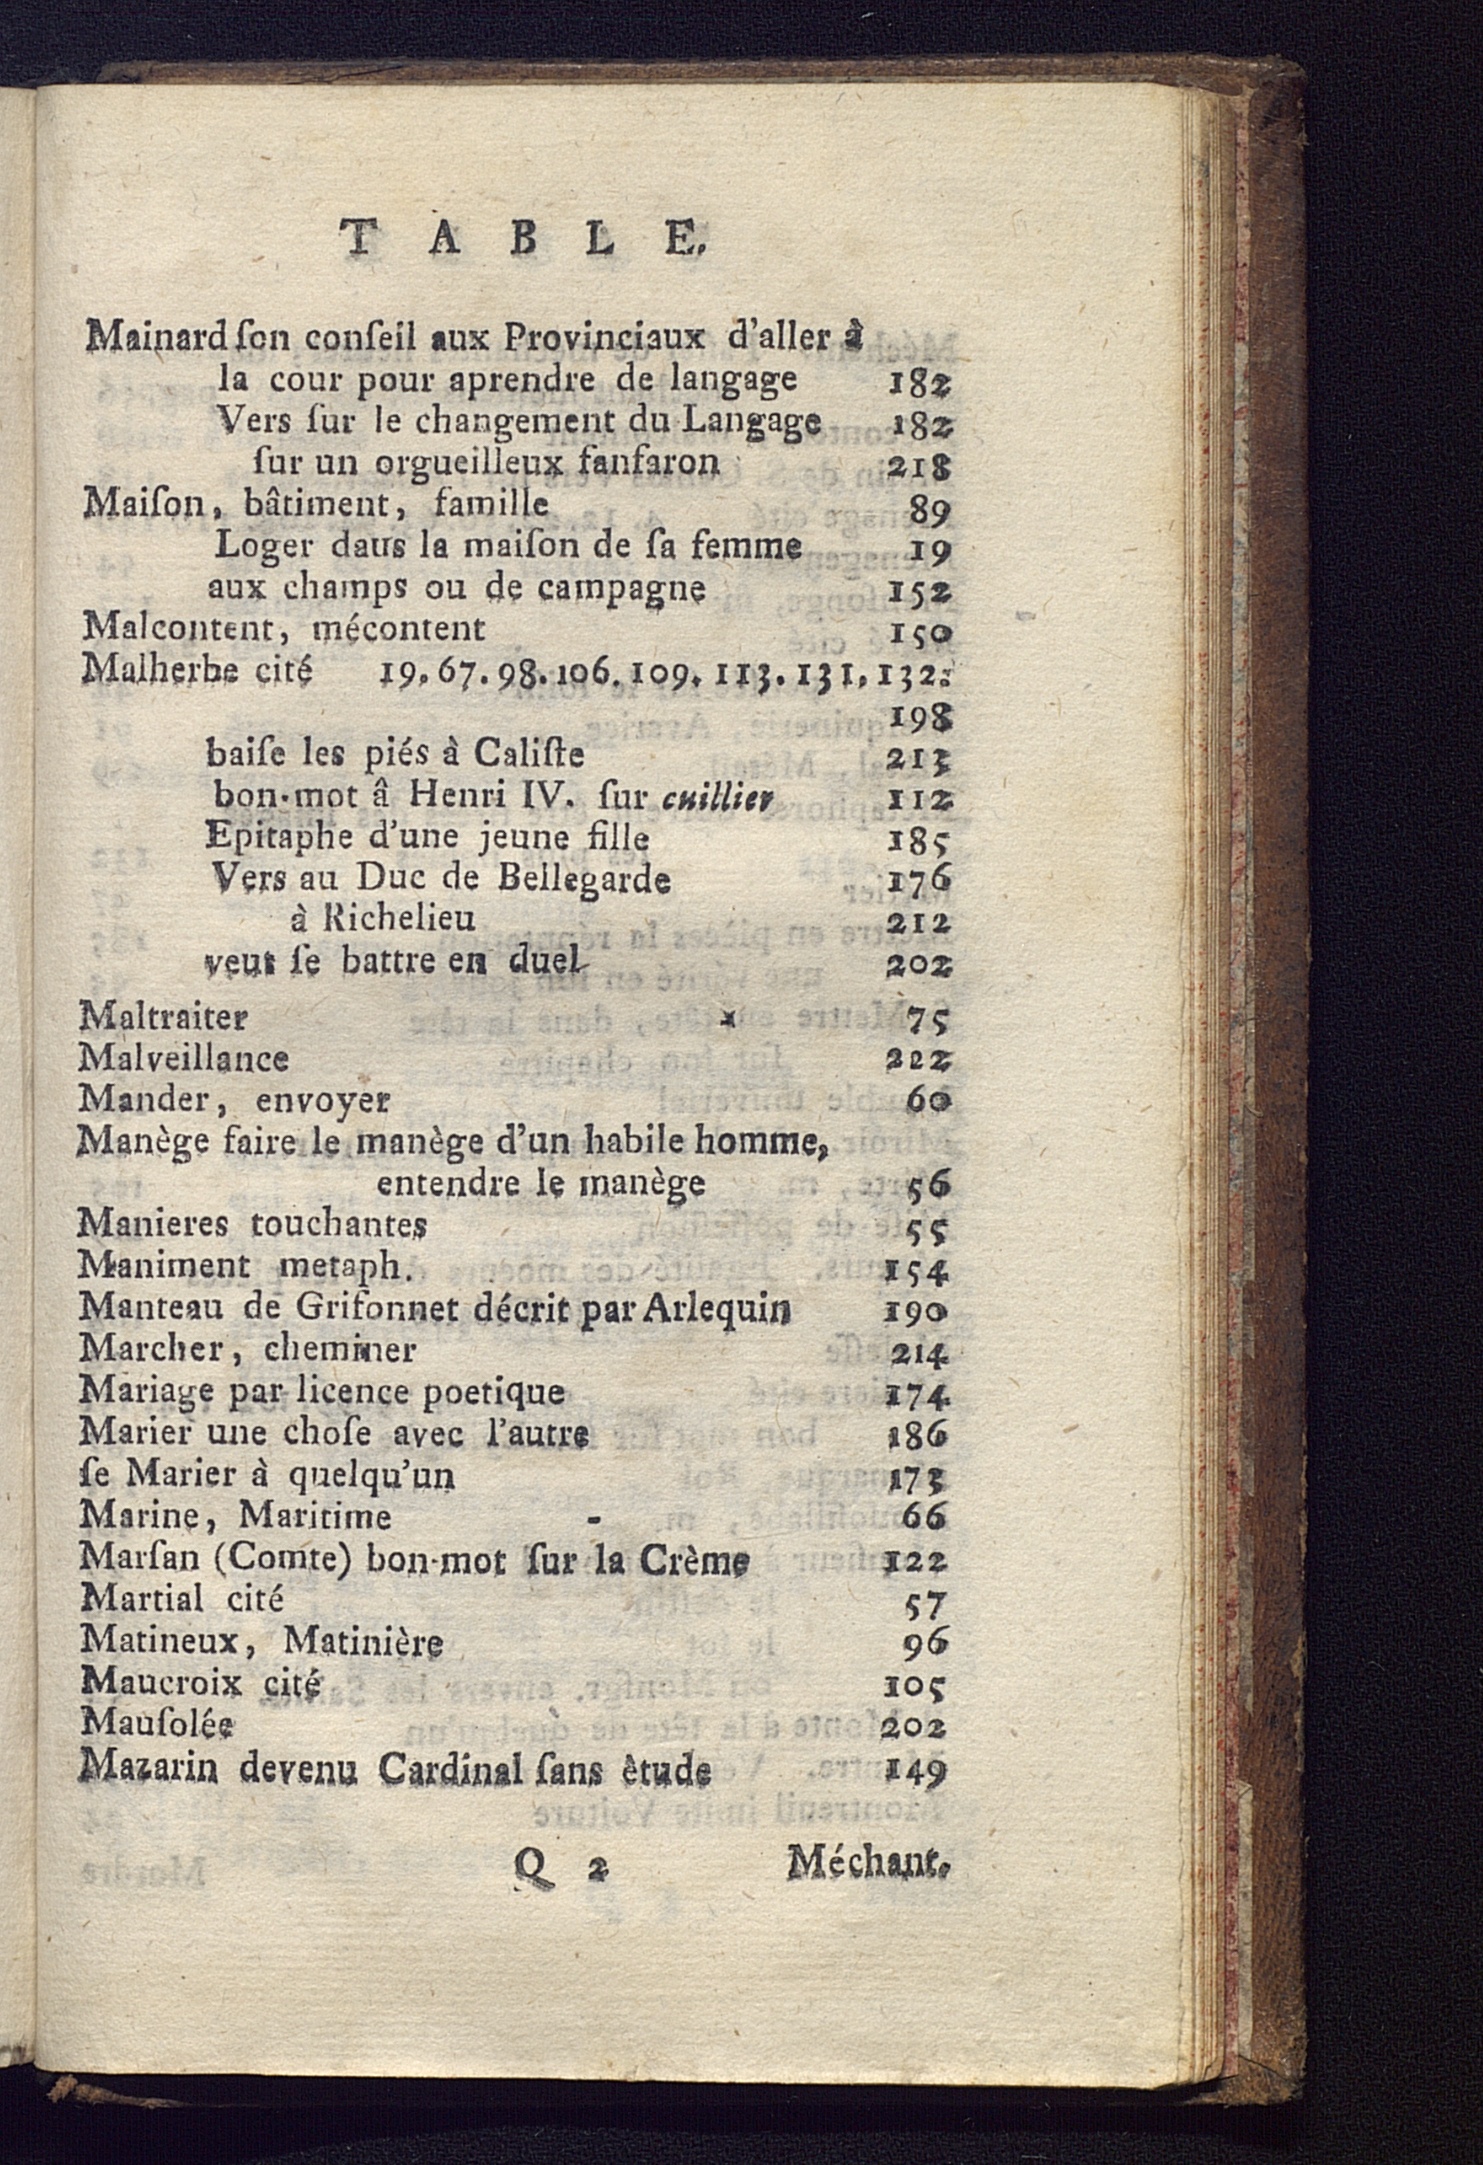 TABLE.
Mainard ſon conſeil aux Provinciaux d'aller à
la cour pour aprendre de langage 182
Vers ſur le changement du Langage 182
ſur un orgueilleux fanfaron 218
Maiſon, bâtiment, famille 89
Loger daus la maiſon de ſa femme 19
aux champs ou de campagne 152
Malcontent, mécontent 150
Malherbe cité 19. 67. 98. 106. 109. 113. 131. 132.
198
baiſe les piés à Caliſte 213
bon-mot â Henri IV. ſur cuillier 112
Epitaphe d'une jeune fille 185
Vers au Duc de Bellegarde 176
à Richelieu 212
veut ſe battre en duel 202
Maltraiter 75
Malveillance 222
Mander, envoyer 60
Manège faire le manège d'un habile homme,
entendre le manège 56
Manieres touchantes 55
Maniment metaph. 154
Manteau de Griſonnet décrit par Arlequin 190
Marcher, cheminer 214
Mariage par licence poetique 174
Marier une choſe avec l'autre 186
ſe Marier à quelqu'un 173
Marine, Maritime - 66
Marſan (Comte) bon-mot ſur la Crème 122
Martial cité 57
Matineux, Matinière 96
Maucroix cité 105
Mauſolée 202
Mazarin devenu Cardinal ſans ètude 149
Q 2 Méchant.